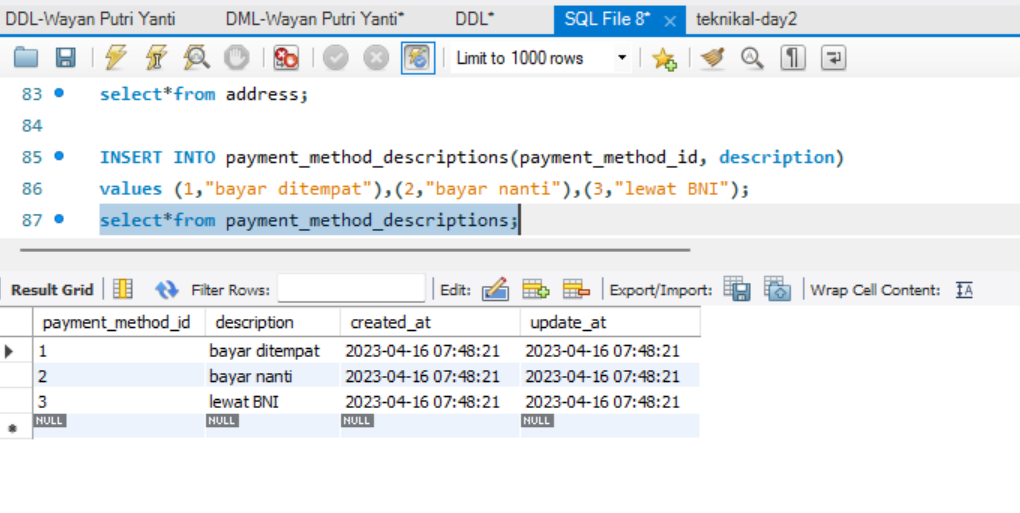 DDL-Wayan Putri Yanti DML-Wayan Putri Yanti* DDL* SQL File 8* teknikal-day2
Limit to 1000 rows
83 select*from address;
84
85 INSERT INTO payment_method_descriptions(payment_method_id, description)
86 values (1,"bayar ditempat"),(2,"bayar nanti"),(3,"lewat BNI");
87 select*from payment_method_descriptions;
Result Grid Filter Rows: Edit: Export/Import: Wrap Cell Content: IA
payment_method_id description created_at update_at
1 bayar ditempat 2023-04-16 07:48:21 2023-04-16 07:48:21
2 bayar nanti 2023-04-16 07:48:21 2023-04-16 07:48:21
3 lewat BNI 2023-04-16 07:48:21 2023-04-16 07:48:21
NULL NULL NULL NULL